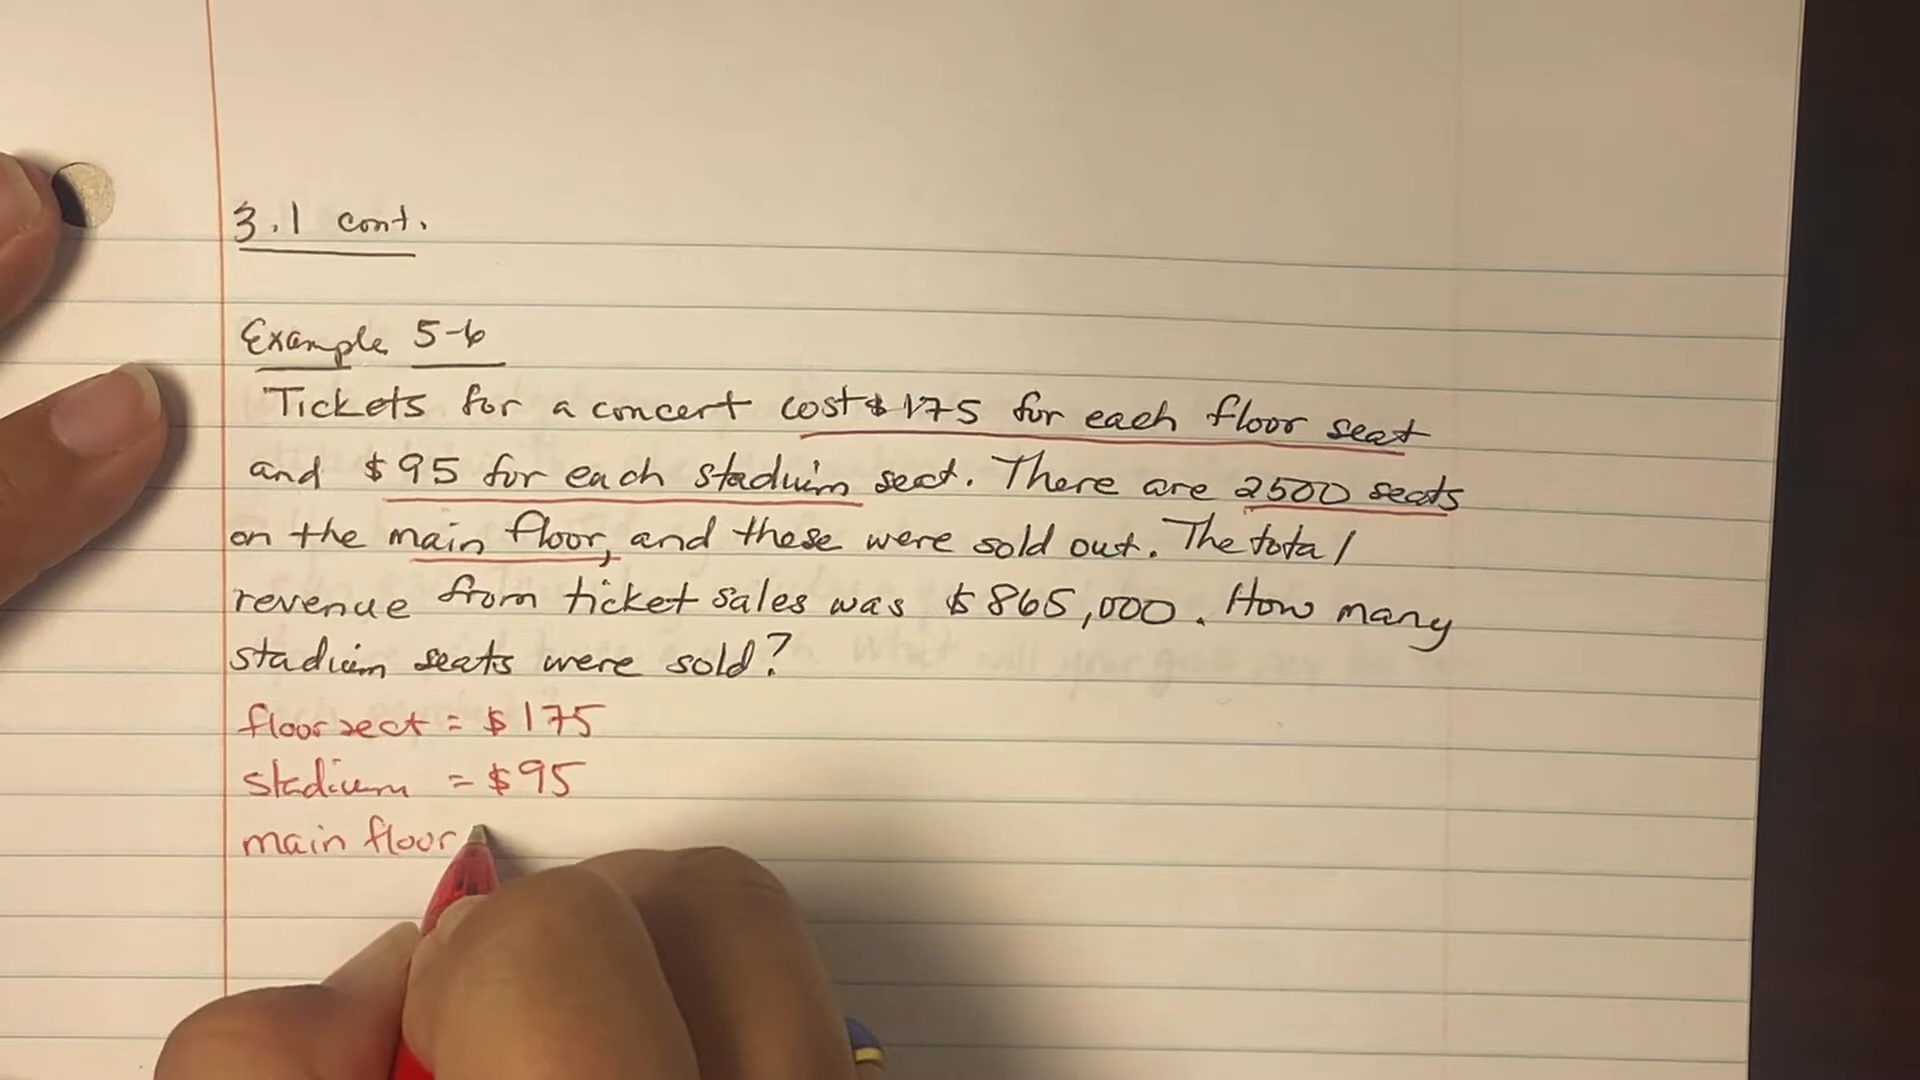 3.1 cont.
Example 5-6
Tickets for a concert cost $175 for each floor seat
and $95 for each stadium seat. There are 2500 seats
on the main floor, and these were sold out. The total
revenue from ticket sales was $865,000. How many
stadium seats were sold?
floor seat = $175
stadium = $95
main floor